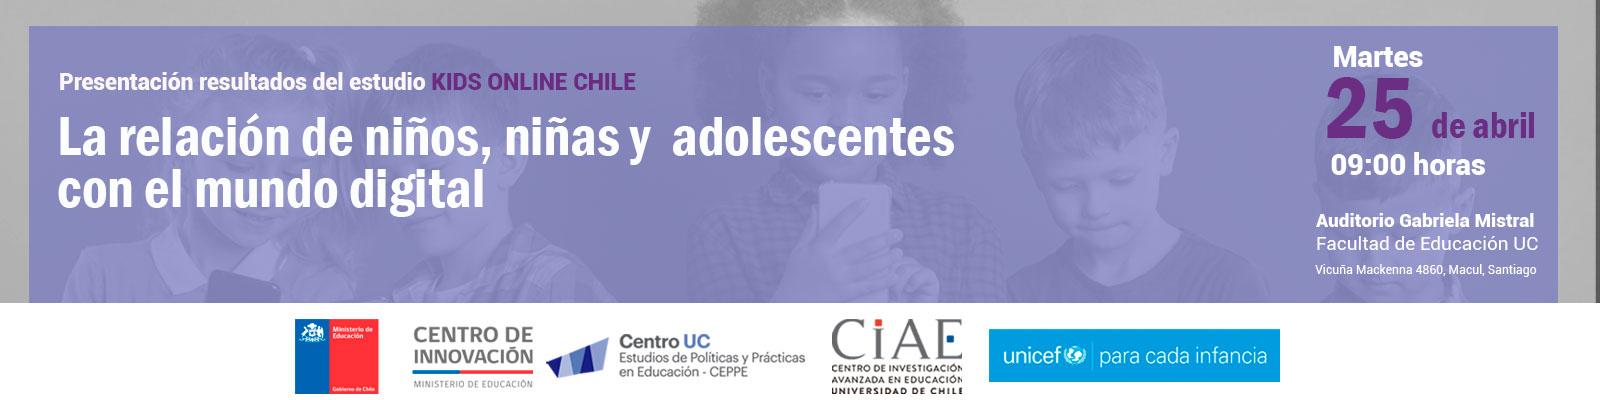 Presentación resultados del estudio KIDS ONLINE CHILE
La relación de niños, niñas y adolescentes
con el mundo digital
Martes
25 de abril
09:00 horas
Auditorio Gabriela Mistral
Facultad de Educación UC
Vicuña Mackenna 4860, Macul, Santiago
Ministerio de
Educación
Gobierno de Chile
CENTRO DE
INNOVACIÓN
MINISTERIO DE EDUCACIÓN
Centro UC
Estudios de Políticas y Prácticas
en Educación - CEPPE
CiAE
CENTRO DE INVESTIGACIÓN
AVANZADA EN EDUCACIÓN
UNIVERSIDAD DE CHILE
unicef para cada infancia